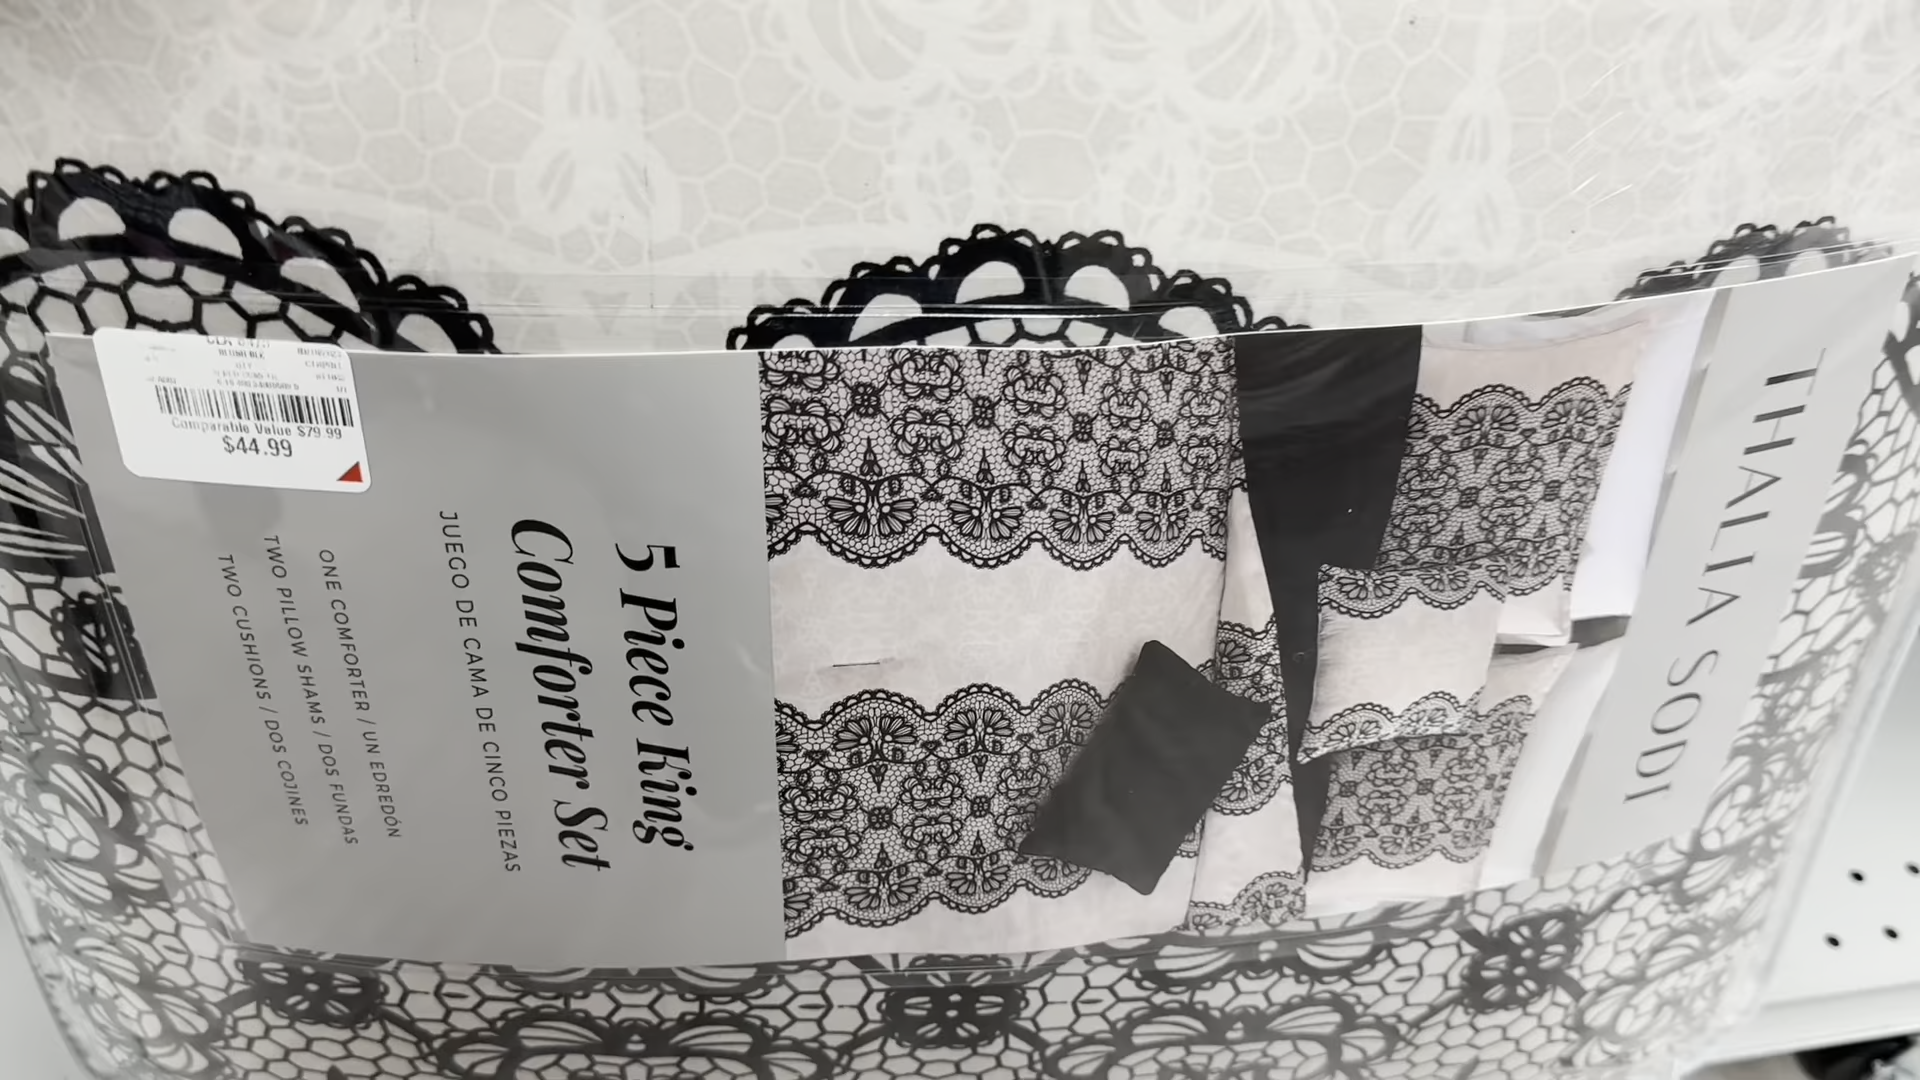 THALIA SODI
5 Piece King
Comforter Set
JUEGO DE CAMA DE CINCO PIEZAS
ONE COMFORTER / UN EDREDÓN
TWO PILLOW SHAMS / DOS FUNDAS
TWO CUSHIONS / DOS COJINES
Comparable Value $79.99
$44.99